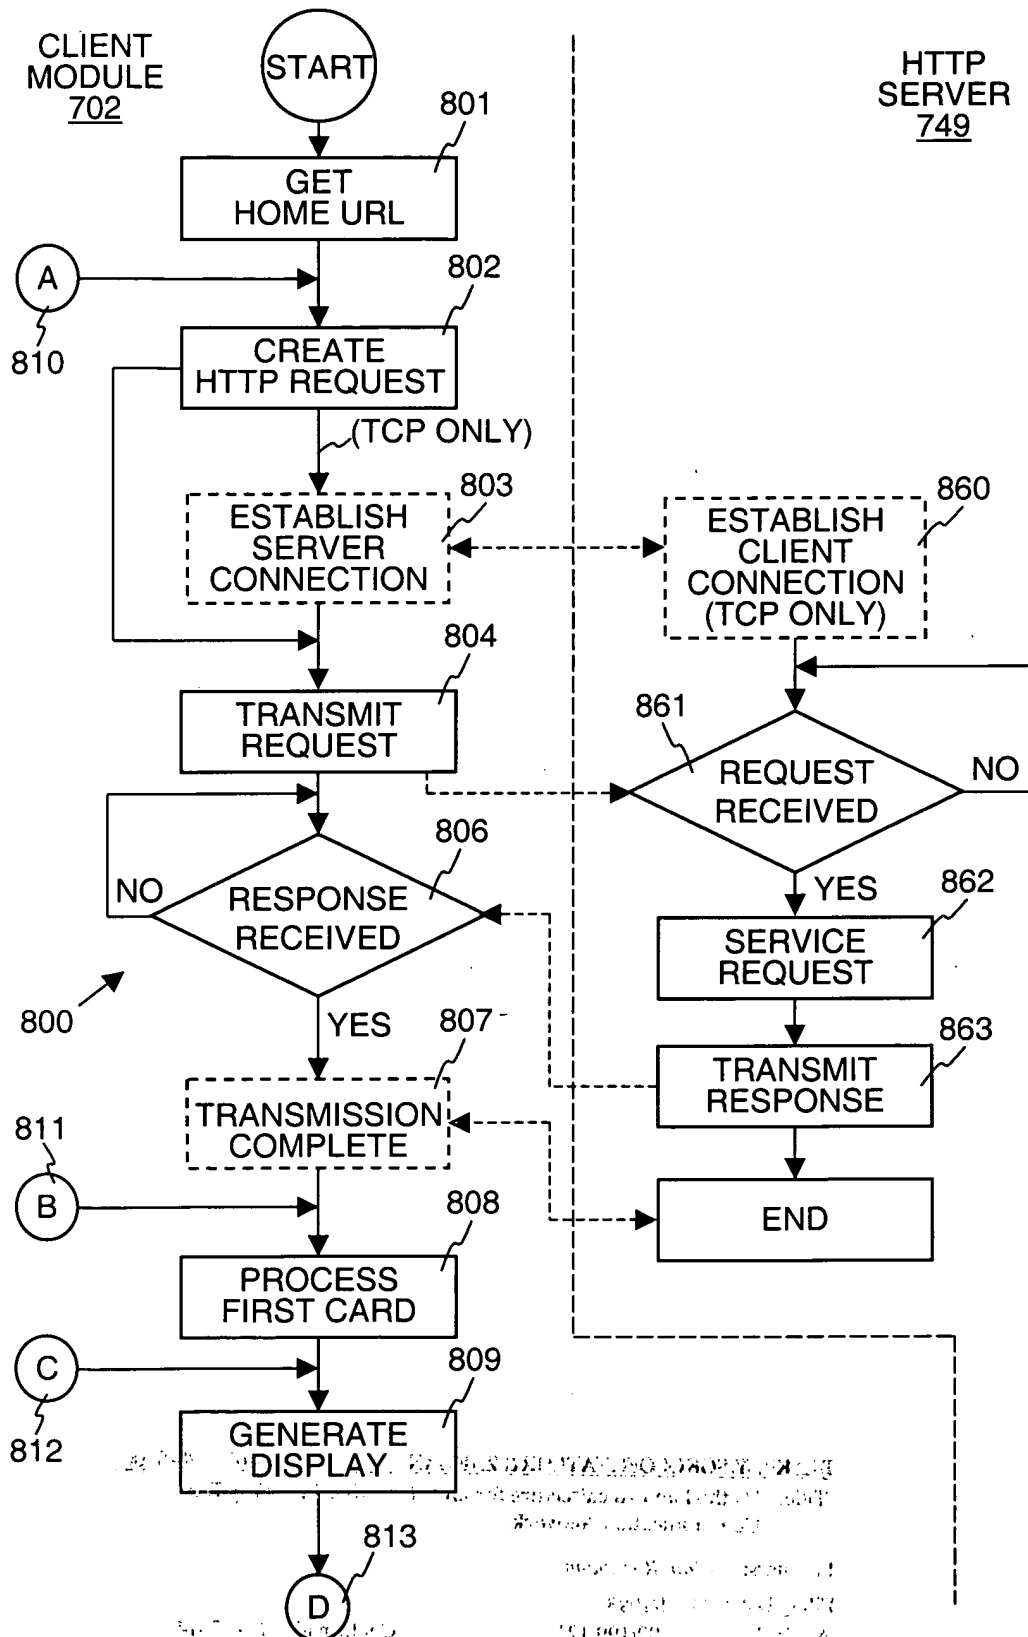 CLIENT
MODULE
702
START
HTTP
SERVER
749
801
GET
HOME URL
A
810
802
CREATE
HTTP REQUEST
(TCP ONLY)
803
ESTABLISH
SERVER
CONNECTION
860
ESTABLISH
CLIENT
CONNECTION
(TCP ONLY)
804
TRANSMIT
REQUEST
861
REQUEST
RECEIVED
NO
YES
806
RESPONSE
RECEIVED
NO
YES
800
862
SERVICE
REQUEST
863
TRANSMIT
RESPONSE
807
TRANSMISSION
COMPLETE
END
811
B
808
PROCESS
FIRST CARD
C
812
809
GENERATE
DISPLAY
813
D